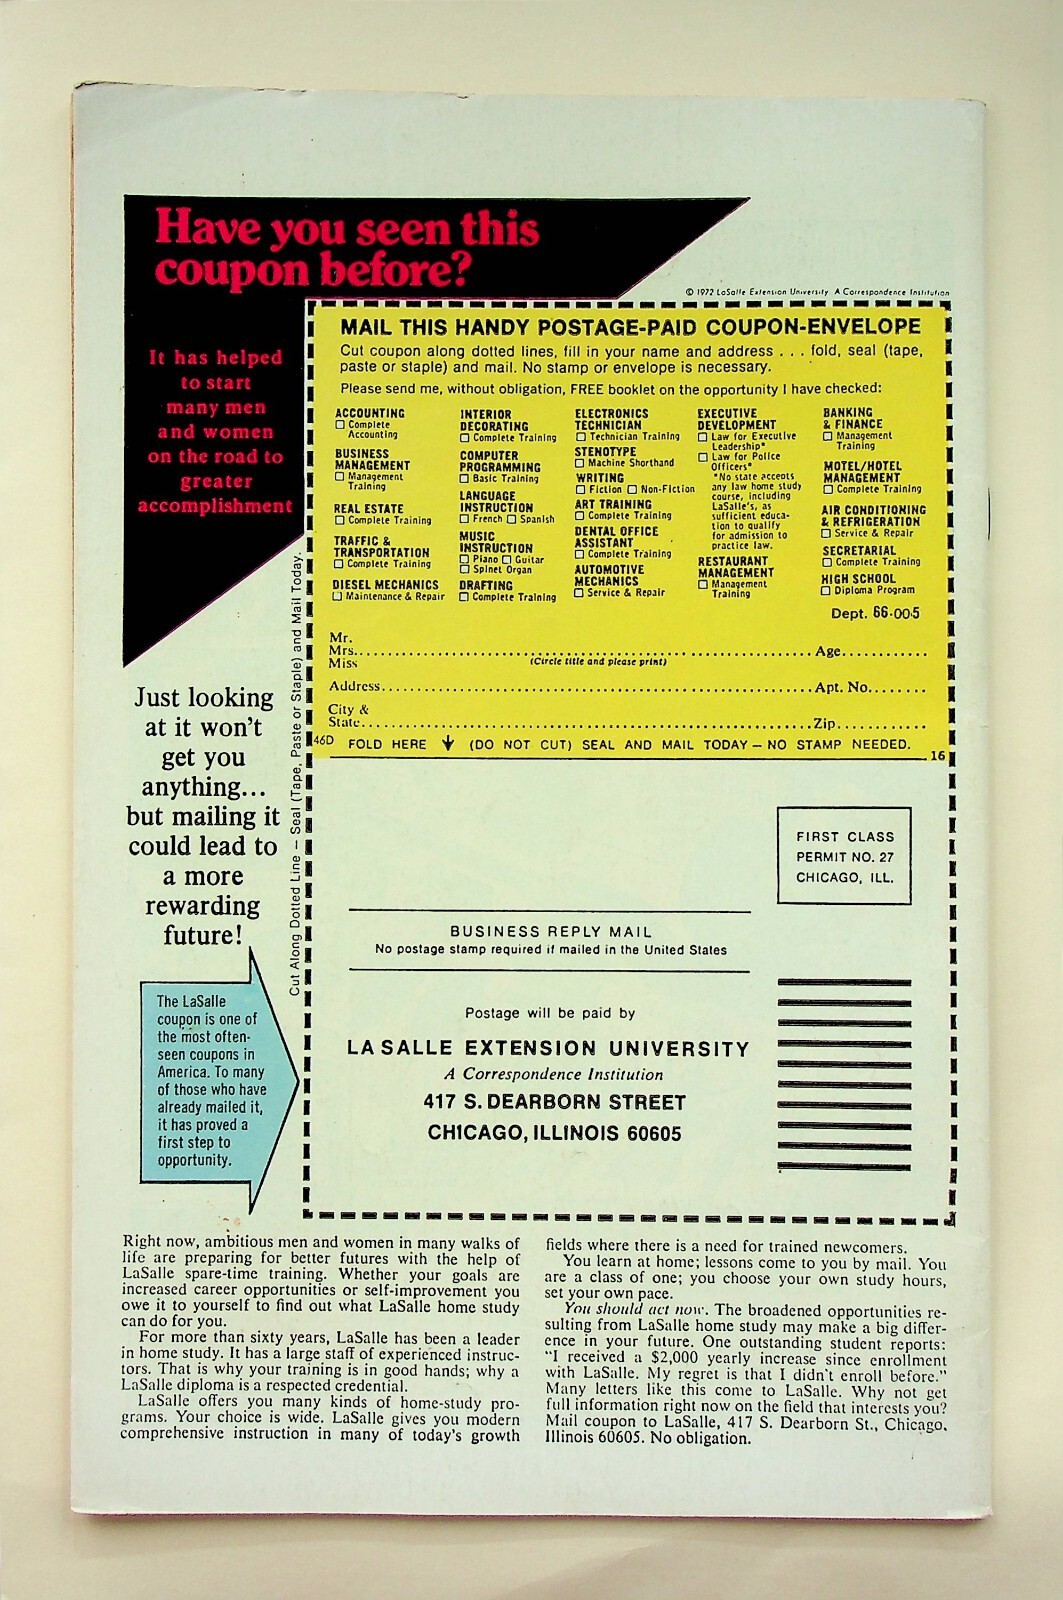 Have you seen this
coupon before?
It has helped
to start
many men
and women
on the road to
greater
accomplishment
© 1972 LaSalle Extension University A Correspondence Institution
MAIL THIS HANDY POSTAGE-PAID COUPON-ENVELOPE
Cut coupon along dotted lines, fill in your name and address . . . fold, seal (tape,
paste or staple) and mail. No stamp or envelope is necessary.
Please send me, without obligation, FREE booklet on the opportunity I have checked:
ACCOUNTING
☐ Complete
Accounting
BUSINESS
MANAGEMENT
☐ Management
Training
REAL ESTATE
☐ Complete Training
TRAFFIC &
TRANSPORTATION
☐ Complete Training
DIESEL MECHANICS
☐ Maintenance & Repair
INTERIOR
DECORATING
☐ Complete Training
COMPUTER
PROGRAMMING
☐ Basic Training
LANGUAGE
INSTRUCTION
☐ French ☐ Spanish
MUSIC
INSTRUCTION
☐ Piano ☐ Guitar
☐ Spinet Organ
DRAFTING
☐ Complete Training
ELECTRONICS
TECHNICIAN
☐ Technician Training
STENOTYPE
☐ Machine Shorthand
WRITING
☐ Fiction ☐ Non-Fiction
ART TRAINING
☐ Complete Training
DENTAL OFFICE
ASSISTANT
☐ Complete Training
AUTOMOTIVE
MECHANICS
☐ Service & Repair
EXECUTIVE
DEVELOPMENT
☐ Law for Executive
Leadership*
☐ Law for Police
Officers*
*No state accepts
any law home study
course, including
LaSalle's, as
sufficient educa-
tion to qualify
for admission to
practice law.
RESTAURANT
MANAGEMENT
☐ Management
Training
BANKING
& FINANCE
☐ Management
Training
MOTEL/HOTEL
MANAGEMENT
☐ Complete Training
AIR CONDITIONING
& REFRIGERATION
☐ Service & Repair
SECRETARIAL
☐ Complete Training
HIGH SCHOOL
☐ Diploma Program
Dept. 66-005
Mr.
Mrs. Age
Miss (Circle title and please print)
Address Apt. No.
City &
State Zip
46D FOLD HERE ↓ (DO NOT CUT) SEAL AND MAIL TODAY – NO STAMP NEEDED.
16
Cut Along Dotted Line – Seal (Tape, Paste or Staple) and Mail Today.
Just looking
at it won't
get you
anything...
but mailing it
could lead to
a more
rewarding
future!
The LaSalle
coupon is one of
the most often-
seen coupons in
America. To many
of those who have
already mailed it,
it has proved a
first step to
opportunity.
FIRST CLASS
PERMIT NO. 27
CHICAGO, ILL.
BUSINESS REPLY MAIL
No postage stamp required if mailed in the United States
Postage will be paid by
LA SALLE EXTENSION UNIVERSITY
A Correspondence Institution
417 S. DEARBORN STREET
CHICAGO, ILLINOIS 60605
Right now, ambitious men and women in many walks of
life are preparing for better futures with the help of
LaSalle spare-time training. Whether your goals are
increased career opportunities or self-improvement you
owe it to yourself to find out what LaSalle home study
can do for you.
For more than sixty years, LaSalle has been a leader
in home study. It has a large staff of experienced instruc-
tors. That is why your training is in good hands; why a
LaSalle diploma is a respected credential.
LaSalle offers you many kinds of home-study pro-
grams. Your choice is wide. LaSalle gives you modern
comprehensive instruction in many of today's growth
fields where there is a need for trained newcomers.
You learn at home; lessons come to you by mail. You
are a class of one; you choose your own study hours,
set your own pace.
You should act now. The broadened opportunities re-
sulting from LaSalle home study may make a big differ-
ence in your future. One outstanding student reports:
"I received a $2,000 yearly increase since enrollment
with LaSalle. My regret is that I didn't enroll before."
Many letters like this come to LaSalle. Why not get
full information right now on the field that interests you?
Mail coupon to LaSalle, 417 S. Dearborn St., Chicago,
Illinois 60605. No obligation.